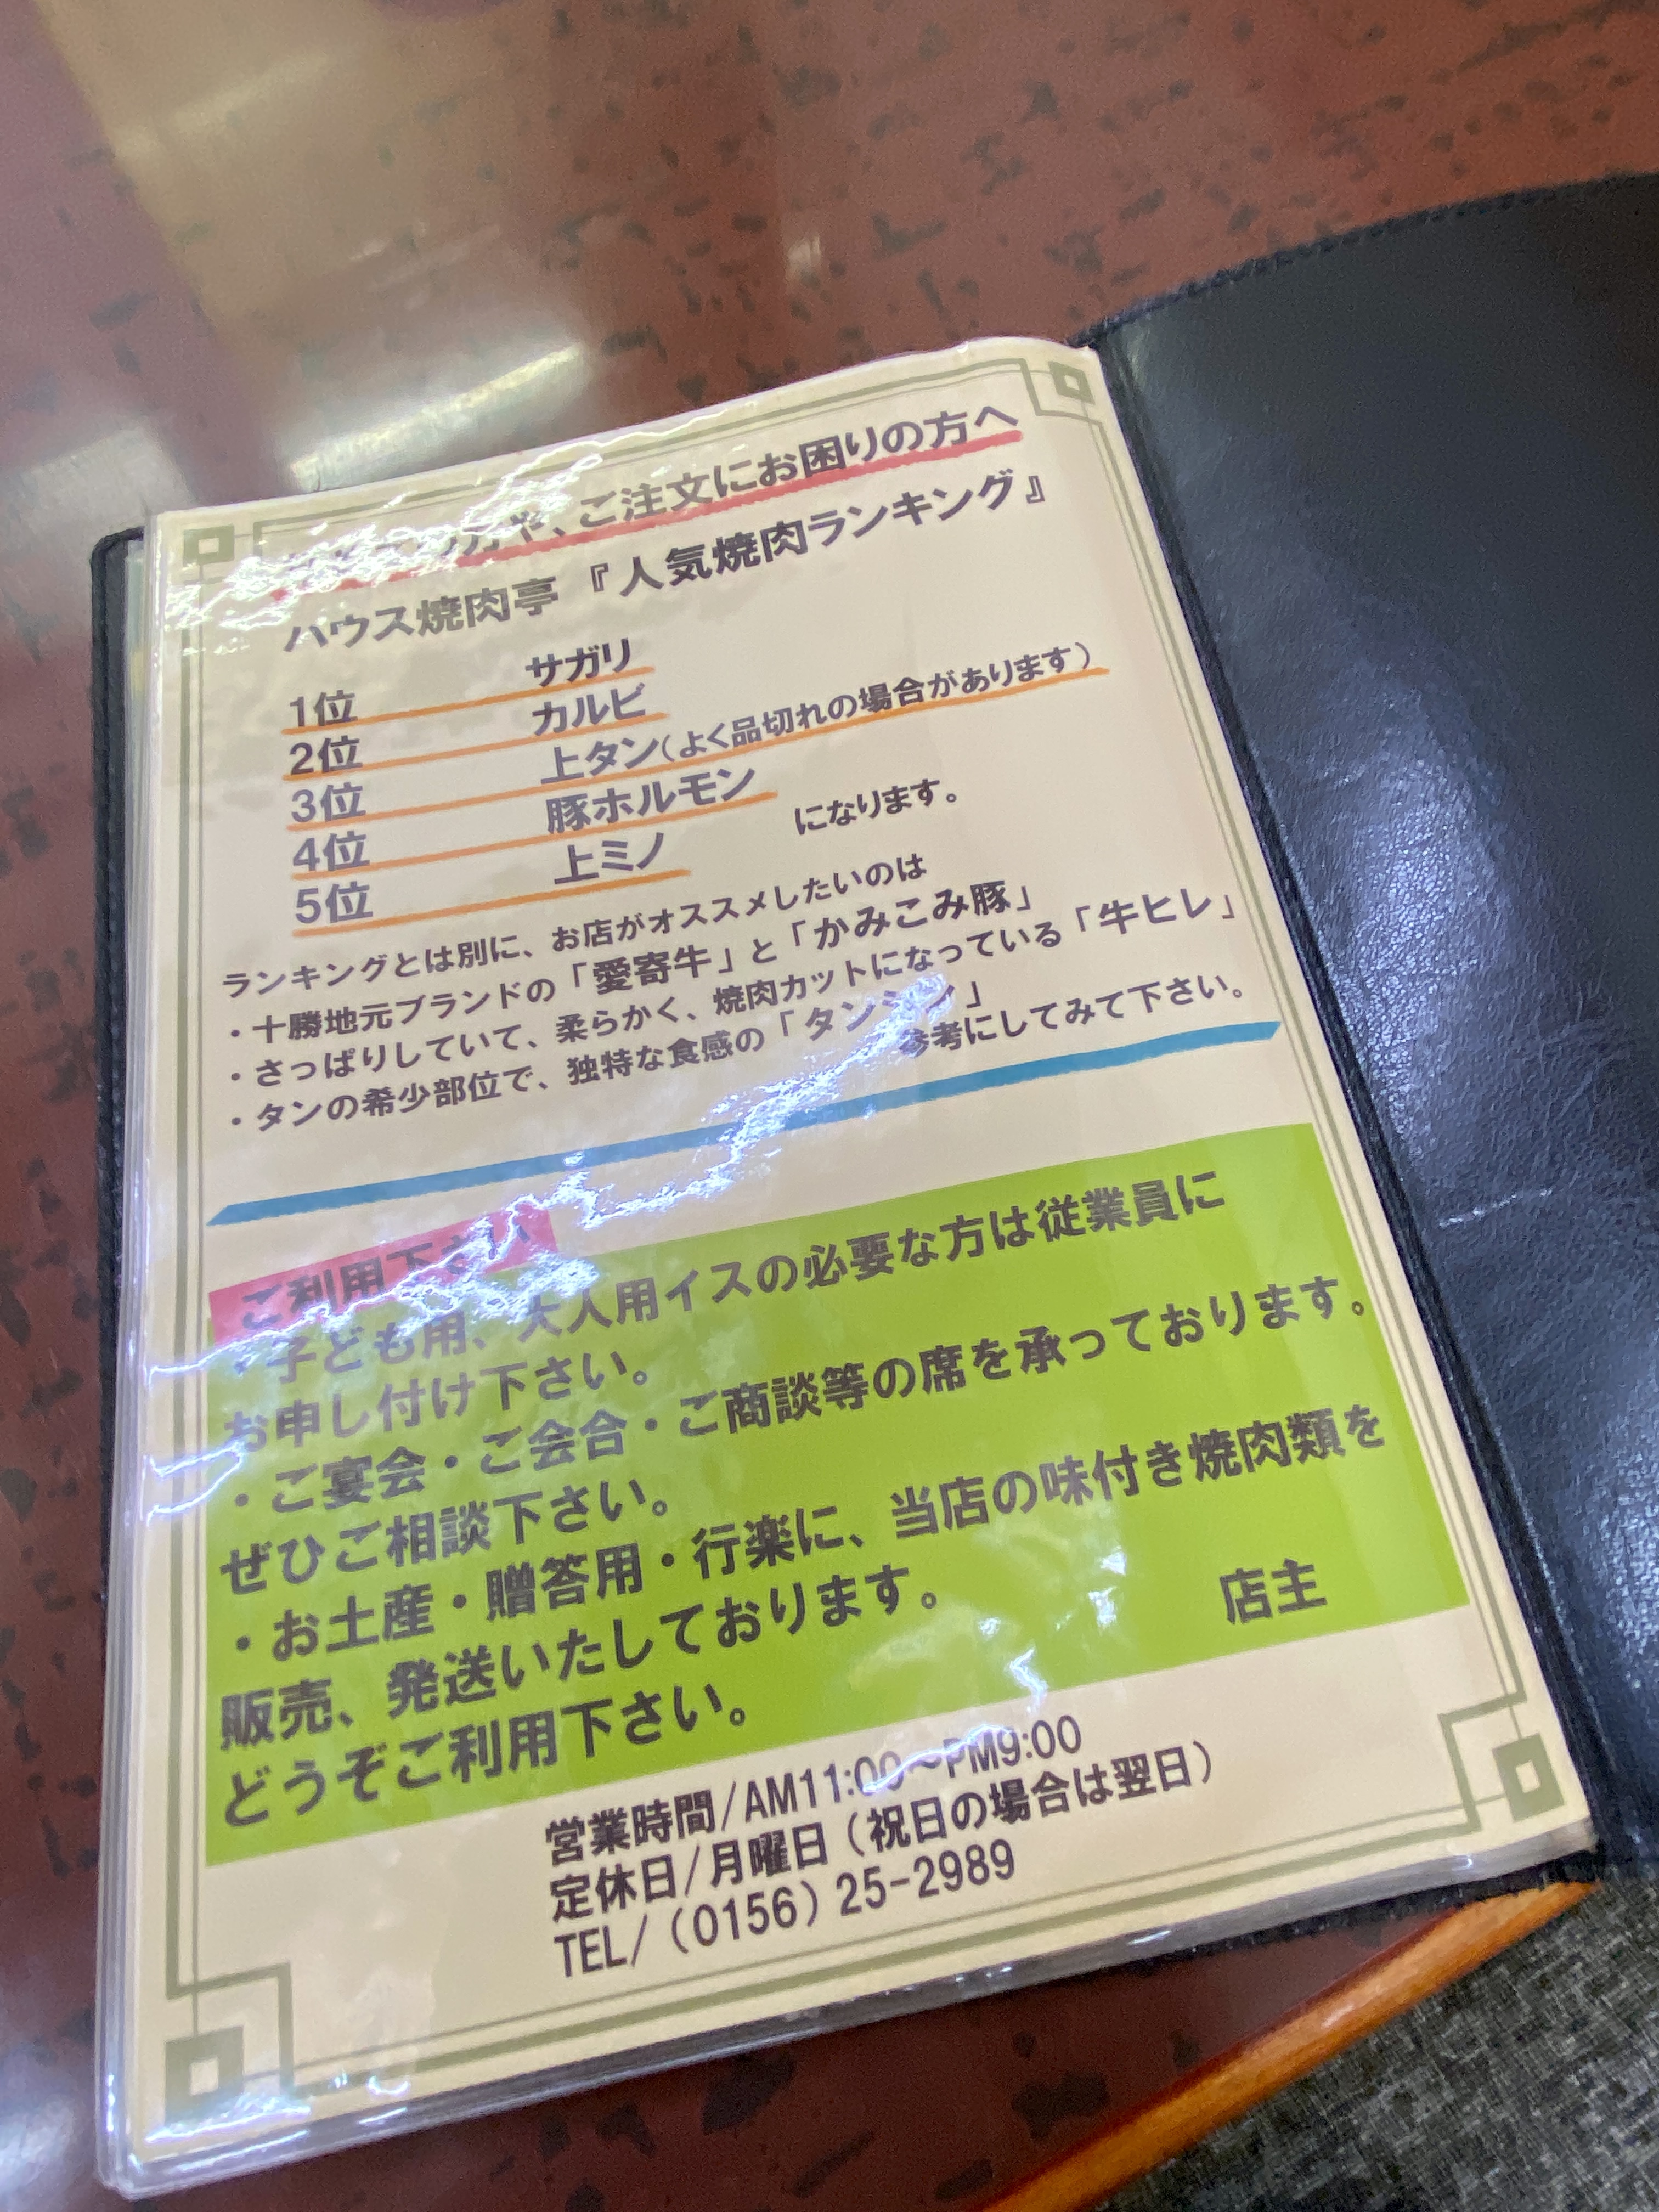 や、ご注文にお困りの方へ
ハウス焼肉亭 『人気焼肉ランキング』
1位 サガリ
2位 カルビ
3位 上タン（よく品切れの場合があります）
4位 豚ホルモン
5位 上ミノ になります。
ランキングとは別に、お店がオススメしたいのは
・十勝地元ブランドの「愛寄牛」と「かみこみ豚」
・さっぱりしていて、柔らかく、焼肉カットになっている「牛ヒレ」
・タンの希少部位で、独特な食感の「タン」
参考にしてみて下さい。
ご利用下さい
・子ども用、大人用イスの必要な方は従業員に
お申し付け下さい。
・ご宴会・ご会合・ご商談等の席を承っております。
ぜひご相談下さい。
・お土産・贈答用・行楽に、当店の味付き焼肉類を
販売、発送いたしております。
どうぞご利用下さい。 店主
営業時間/AM11:00～PM9:00
定休日/月曜日（祝日の場合は翌日）
TEL/（0156）25-2989